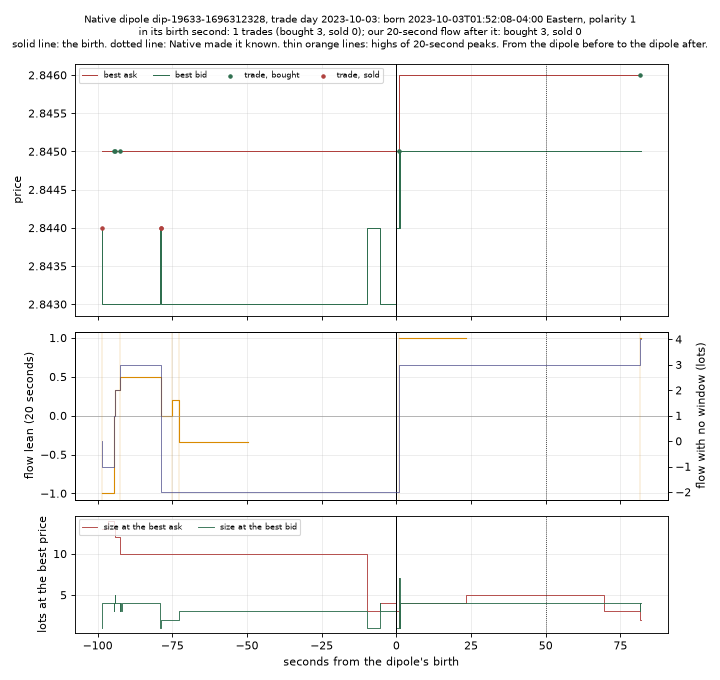 Native dipole dip-19633-1696312328, trade day 2023-10-03: born 2023-10-03T01:52:08-04:00 Eastern, polarity 1
in its birth second: 1 trades (bought 3, sold 0); our 20-second flow after it: bought 3, sold 0
solid line: the birth. dotted line: Native made it known. thin orange lines: highs of 20-second peaks. From the dipole before to the dipole after.
best ask
best bid
trade, bought
trade, sold
2.8460
2.8450
2.8445
2.8440
2.8435
2.8430
price
1.0
0.5
0.0
−0.5
−1.0
flow lean (20 seconds)
4
3
2
1
0
−1
−2
flow with no window (lots)
size at the best ask
size at the best bid
10
5
lots at the best price
−100
−75
−50
−25
0
25
50
75
seconds from the dipole's birth